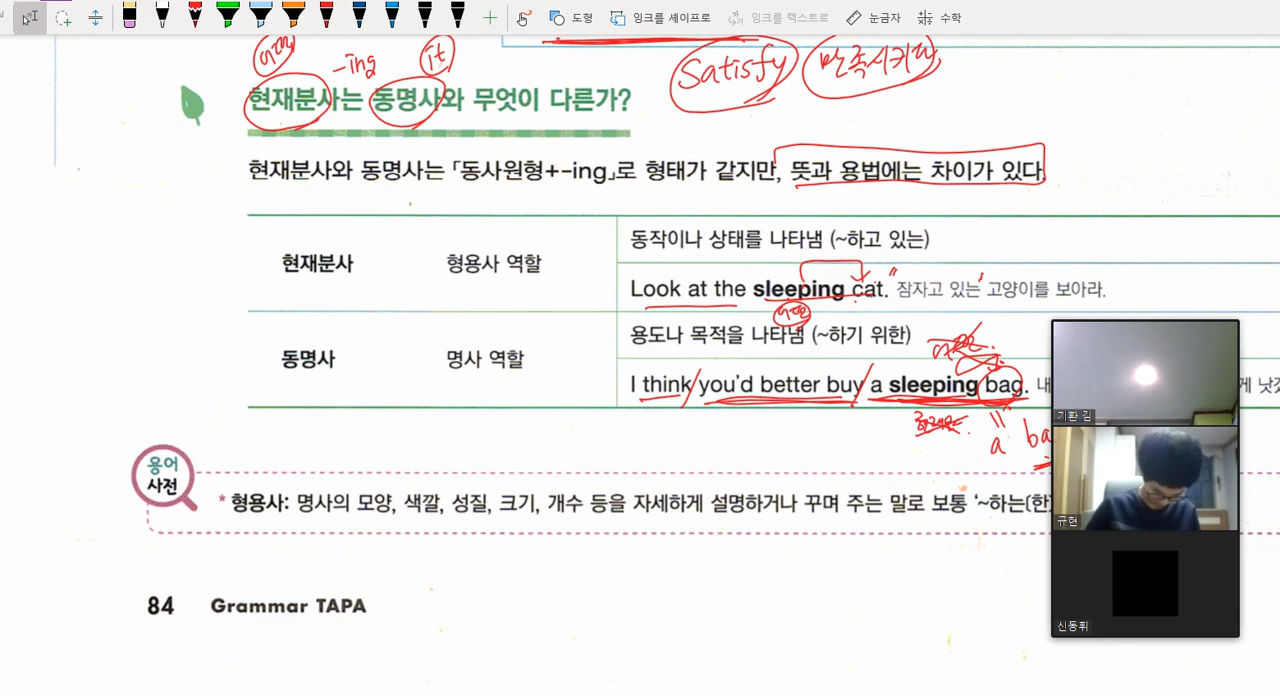 도형 잉크를 셰이프로 잉크를 텍스트로 눈금자 수학
-ing it
satisfy
현재분사는 동명사와 무엇이 다른가?
현재분사와 동명사는 「동사원형+-ing」로 형태가 같지만, 뜻과 용법에는 차이가 있다.
동작이나 상태를 나타냄 (~하고 있는)
현재분사 형용사 역할
Look at the sleeping cat. "잠자고 있는" 고양이를 보아라.
용도나 목적을 나타냄 (~하기 위한)
동명사 명사 역할
I think you'd better buy a sleeping bag. 내
a ba
기환 김
규현
신동휘
용어
사전
* 형용사: 명사의 모양, 색깔, 성질, 크기, 개수 등을 자세하게 설명하거나 꾸며 주는 말로 보통 '~하는(한)
84 Grammar TAPA